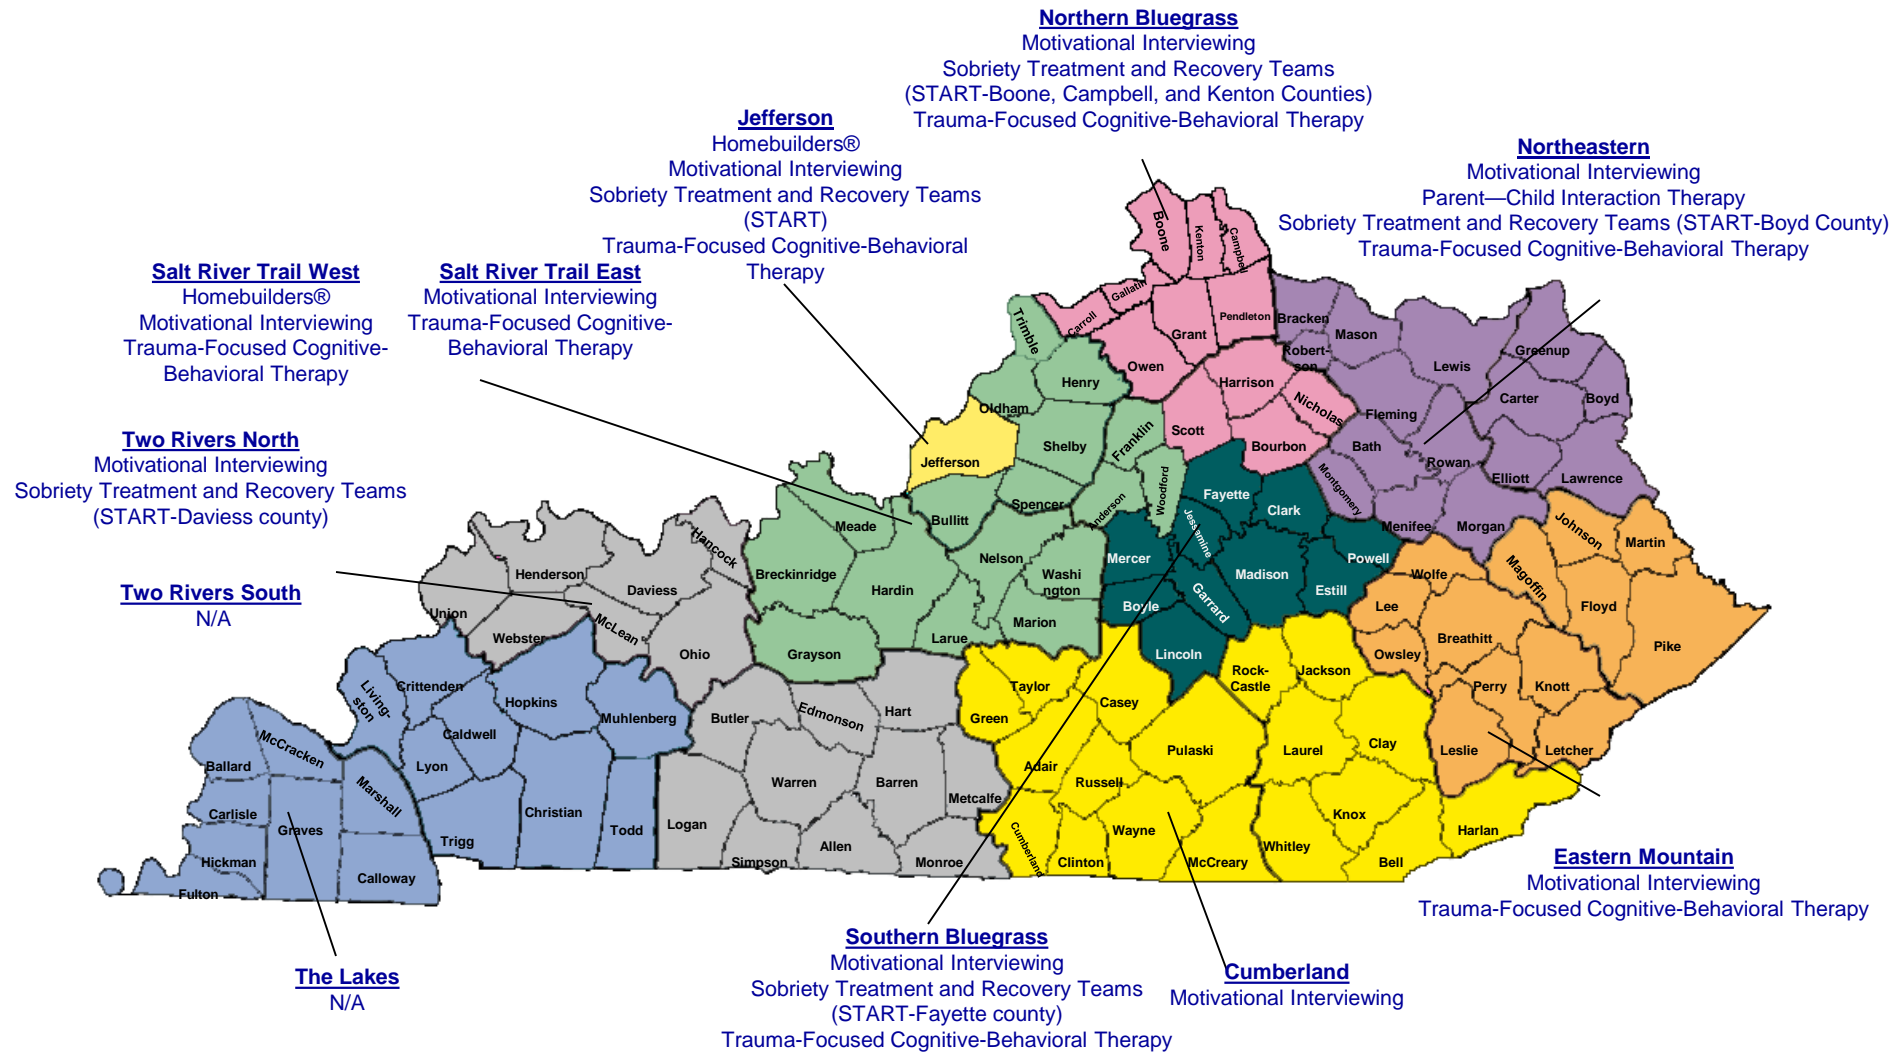 Northern Bluegrass
Motivational Interviewing
Sobriety Treatment and Recovery Teams
(START-Boone, Campbell, and Kenton Counties)
Trauma-Focused Cognitive-Behavioral Therapy
Jefferson
Homebuilders®
Motivational Interviewing
Sobriety Treatment and Recovery Teams
(START)
Trauma-Focused Cognitive-Behavioral
Therapy
Northeastern
Motivational Interviewing
Parent—Child Interaction Therapy
Sobriety Treatment and Recovery Teams (START-Boyd County)
Trauma-Focused Cognitive-Behavioral Therapy
Salt River Trail West
Homebuilders®
Motivational Interviewing
Trauma-Focused Cognitive-
Behavioral Therapy
Salt River Trail East
Motivational Interviewing
Trauma-Focused Cognitive-
Behavioral Therapy
Two Rivers North
Motivational Interviewing
Sobriety Treatment and Recovery Teams
(START-Daviess county)
Two Rivers South
N/A
Boone
Kenton
Campbell
Gallatin
Carroll
Grant
Pendleton
Owen
Harrison
Nicholas
Scott
Bourbon
Bracken
Mason
Robert-
son
Lewis
Greenup
Fleming
Carter
Boyd
Bath
Rowan
Elliott
Lawrence
Montgomery
Menifee
Morgan
Trimble
Henry
Oldham
Shelby
Franklin
Jefferson
Spencer
Anderson
Woodford
Bullitt
Meade
Breckinridge
Hardin
Nelson
Washi
ngton
Marion
Larue
Grayson
Fayette
Clark
Jessamine
Mercer
Madison
Powell
Estill
Boyle
Garrard
Lincoln
Johnson
Martin
Magoffin
Wolfe
Lee
Floyd
Breathitt
Owsley
Pike
Perry
Knott
Leslie
Letcher
Hancock
Henderson
Daviess
Union
Webster
McLean
Ohio
Butler
Edmonson
Hart
Warren
Barren
Metcalfe
Logan
Simpson
Allen
Monroe
Living-
ston
Crittenden
Hopkins
Muhlenberg
Caldwell
Lyon
Christian
Todd
Trigg
McCracken
Ballard
Marshall
Carlisle
Graves
Hickman
Fulton
Calloway
Taylor
Green
Casey
Rock-
Castle
Jackson
Adair
Russell
Pulaski
Laurel
Clay
Cumberland
Clinton
Wayne
McCreary
Whitley
Knox
Bell
Harlan
Eastern Mountain
Motivational Interviewing
Trauma-Focused Cognitive-Behavioral Therapy
The Lakes
N/A
Southern Bluegrass
Motivational Interviewing
Sobriety Treatment and Recovery Teams
(START-Fayette county)
Trauma-Focused Cognitive-Behavioral Therapy
Cumberland
Motivational Interviewing